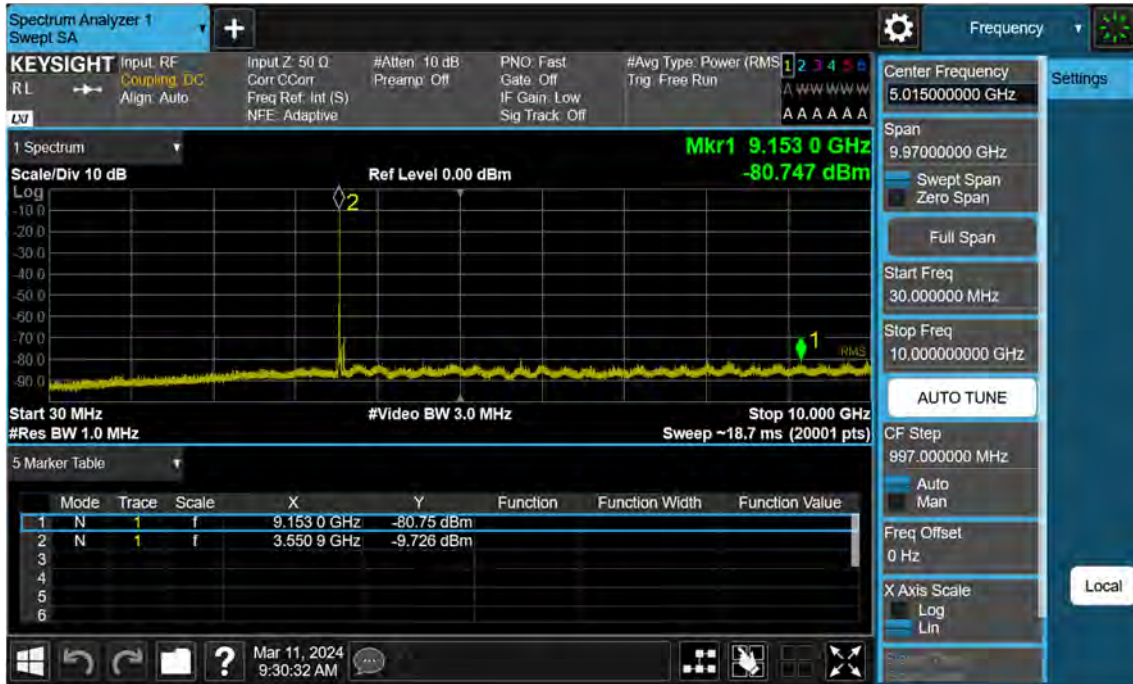 Spectrum Analyzer 1
Swept SA
+
Frequency
KEYSIGHT
RL
LXI
Input: RF
Coupling: DC
Align: Auto
Input Z: 50 Ω
Corr CCorr
Freq Ref: Int (S)
NFE: Adaptive
#Atten: 10 dB
Preamp: Off
PNO: Fast
Gate: Off
IF Gain: Low
Sig Track: Off
#Avg Type: Power (RMS
Trig: Free Run
1 2 3 4 5 6
A W W W W W
A A A A A A
Center Frequency
5.015000000 GHz
Settings
Span
9.97000000 GHz
Swept Span
Zero Span
Full Span
Start Freq
30.000000 MHz
Stop Freq
10.000000000 GHz
AUTO TUNE
CF Step
997.000000 MHz
Auto
Man
Freq Offset
0 Hz
X Axis Scale
Log
Lin
Local
1 Spectrum
Scale/Div 10 dB
Ref Level 0.00 dBm
Mkr1 9.153 0 GHz
-80.747 dBm
Log
-10.0
-20.0
-30.0
-40.0
-50.0
-60.0
-70.0
-80.0
-90.0
2
1
RMS
Start 30 MHz
#Video BW 3.0 MHz
Stop 10.000 GHz
#Res BW 1.0 MHz
Sweep ~18.7 ms (20001 pts)
5 Marker Table
Mode Trace Scale X Y Function Function Width Function Value
1 N 1 f 9.153 0 GHz -80.75 dBm
2 N 1 f 3.550 9 GHz -9.726 dBm
3
4
5
6
?
Mar 11, 2024
9:30:32 AM